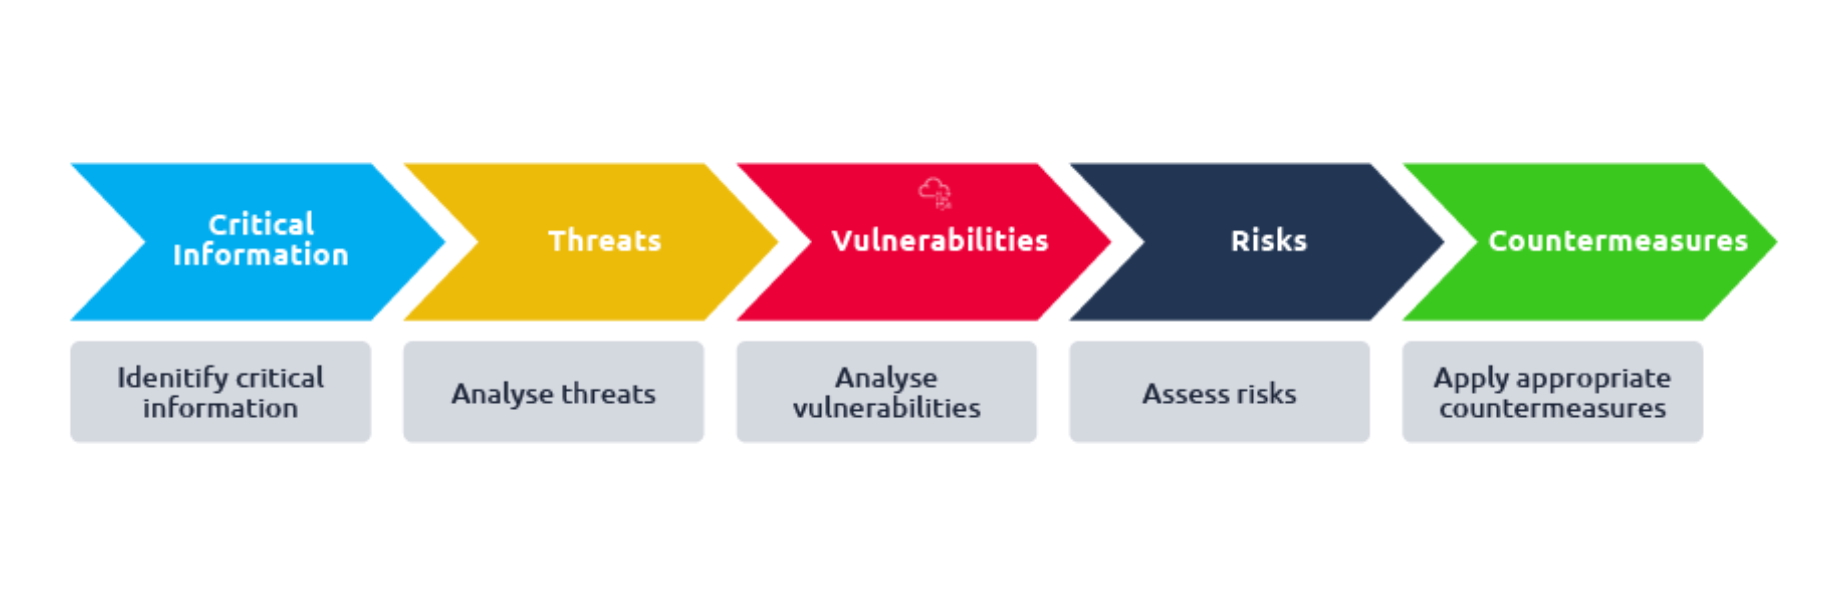 Critical
Information
Threats
Vulnerabilities
Risks
Countermeasures
Idenitify critical
information
Analyse threats
Analyse
vulnerabilities
Assess risks
Apply appropriate
countermeasures